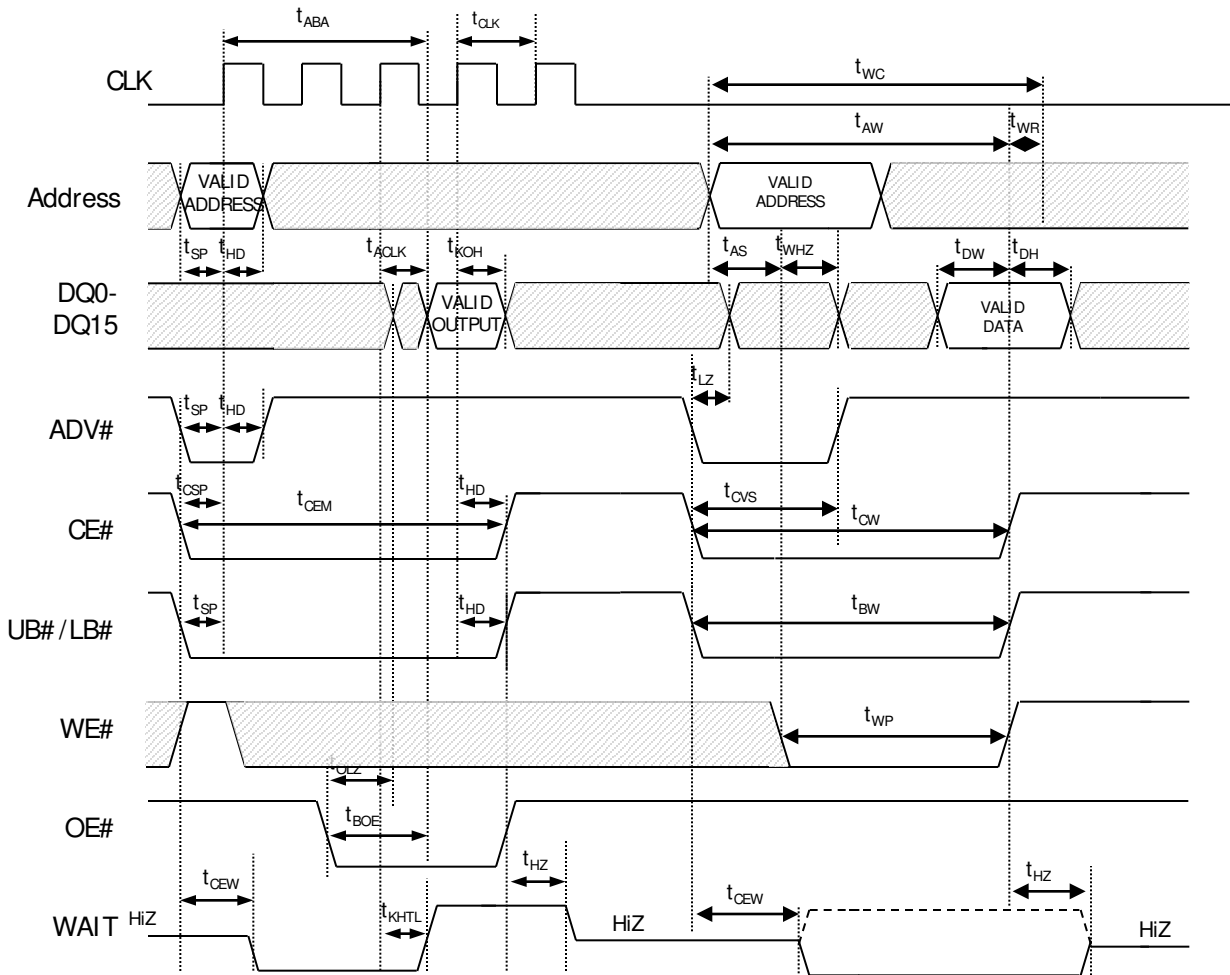 tABA
tCLK
CLK
tWC
tAW
tWR
Address
VALID
ADDRESS
VALID
ADDRESS
tSP
tHD
tACLK
tKOH
tAS
tWHZ
tDW
tDH
DQ0-
DQ15
VALID
OUTPUT
VALID
DATA
tLZ
ADV#
tSP
tHD
tCSP
tCEM
tHD
tCVS
tCW
CE#
tSP
tHD
tBW
UB# / LB#
WE#
tWP
tOLZ
OE#
tBOE
tCEW
tHZ
tHZ
WAIT
HiZ
tKHTL
HiZ
tCEW
HiZ